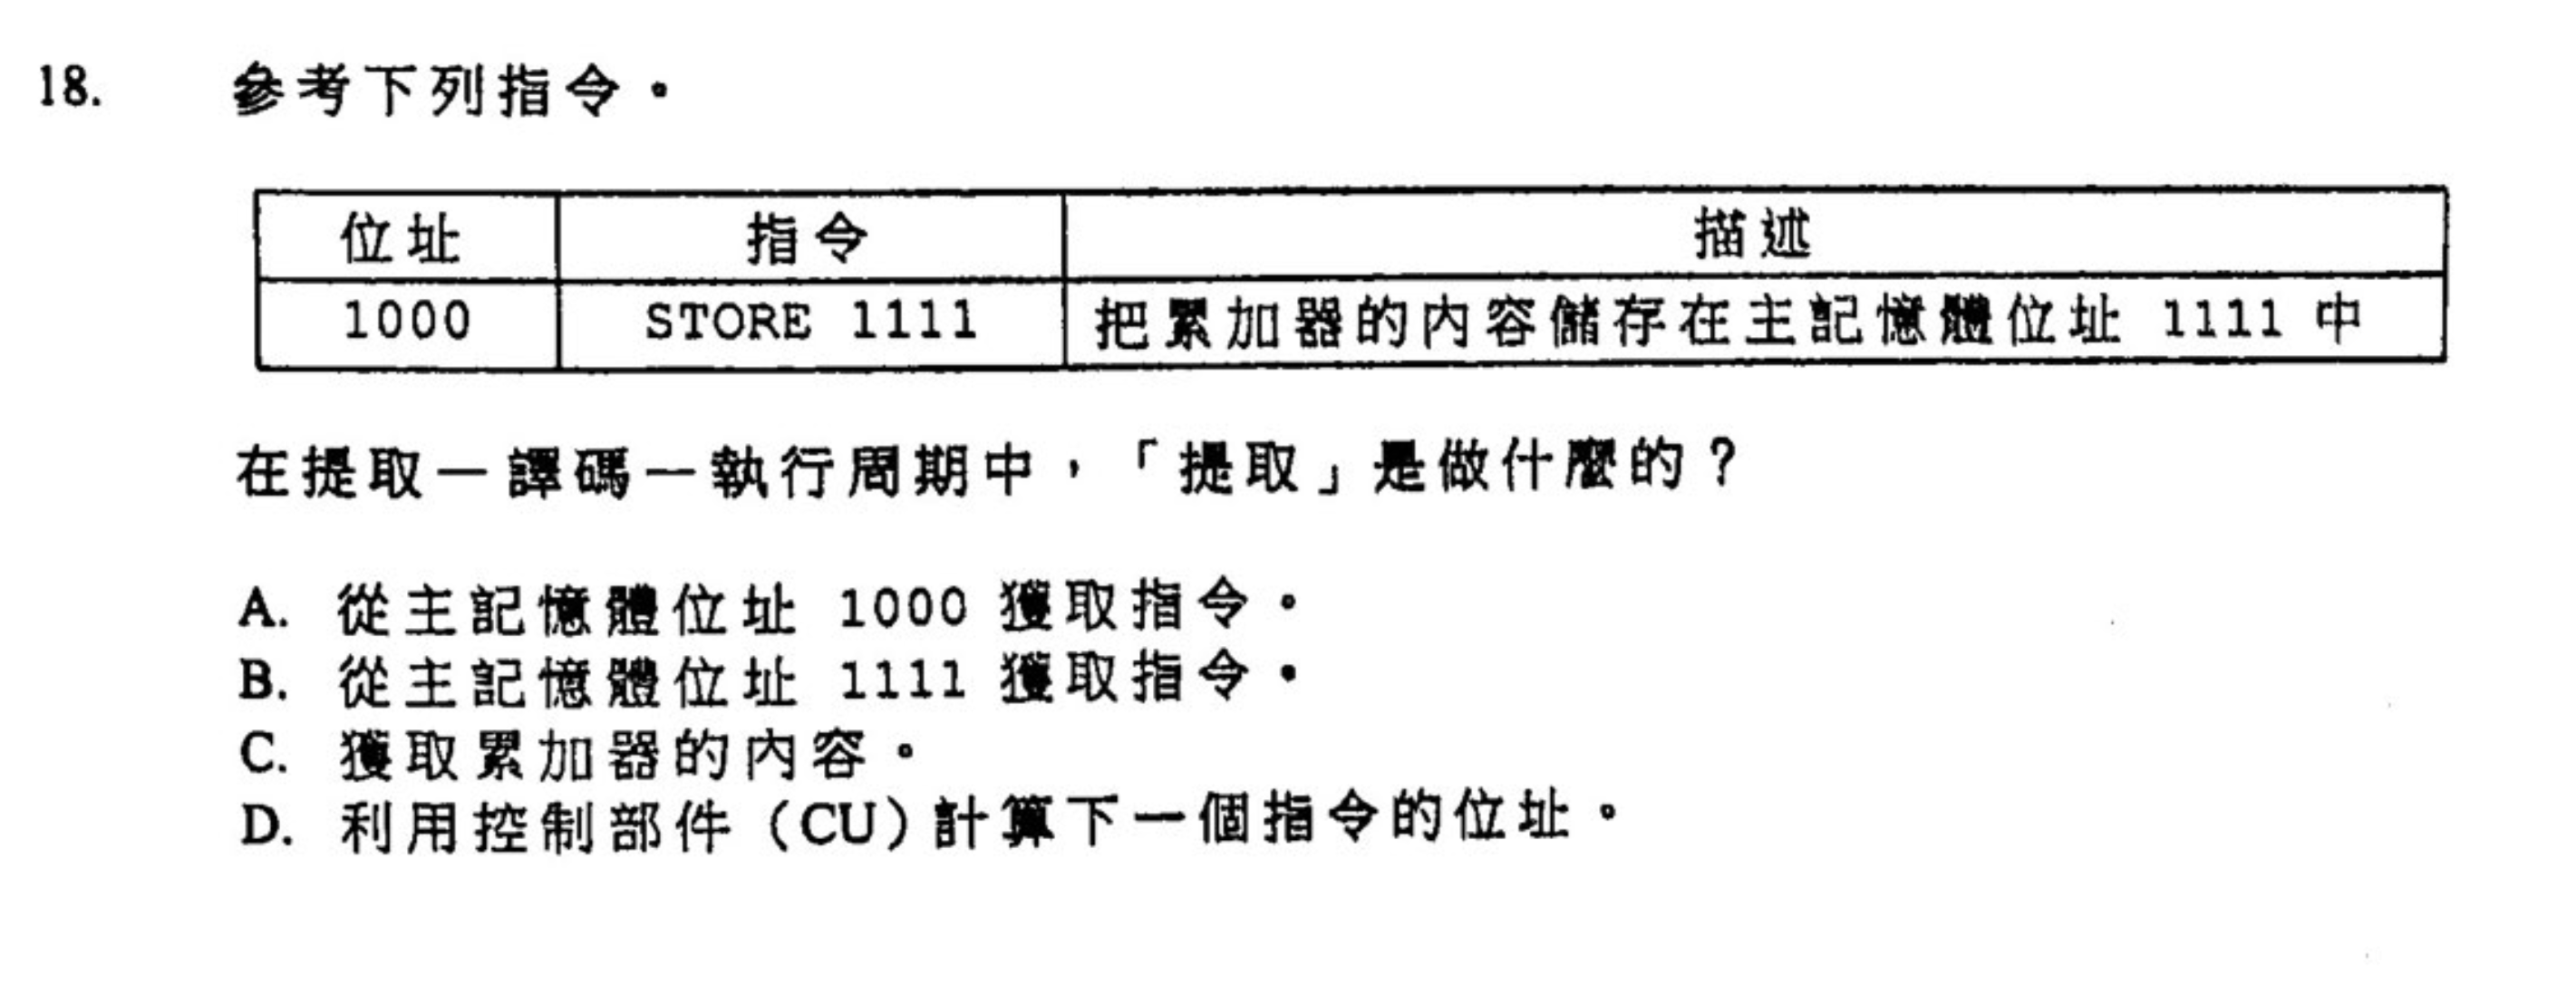 18. 參考下列指令。
位址 指令 描述
1000 STORE 1111 把累加器的內容儲存在主記憶體位址 1111 中
在提取—譯碼—執行周期中，「提取」是做什麼的？
A. 從主記憶體位址 1000 獲取指令。
B. 從主記憶體位址 1111 獲取指令。
C. 獲取累加器的內容。
D. 利用控制部件（CU）計算下一個指令的位址。